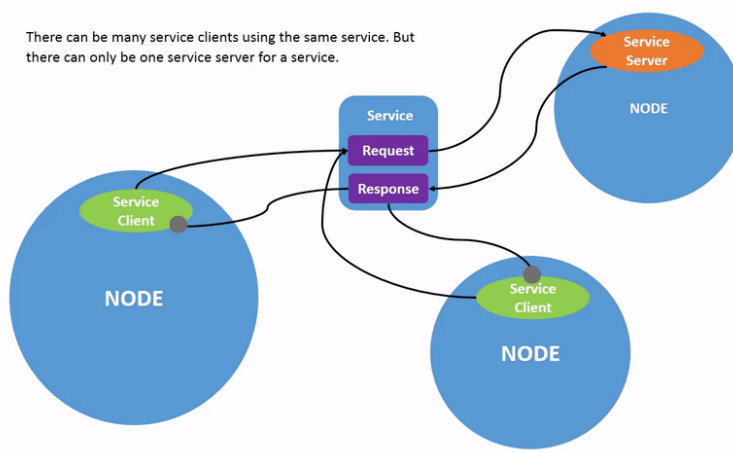 There can be many service clients using the same service. But
there can only be one service server for a service.
Service
Server
NODE
Service
Request
Response
Service
Client
NODE
Service
Client
NODE